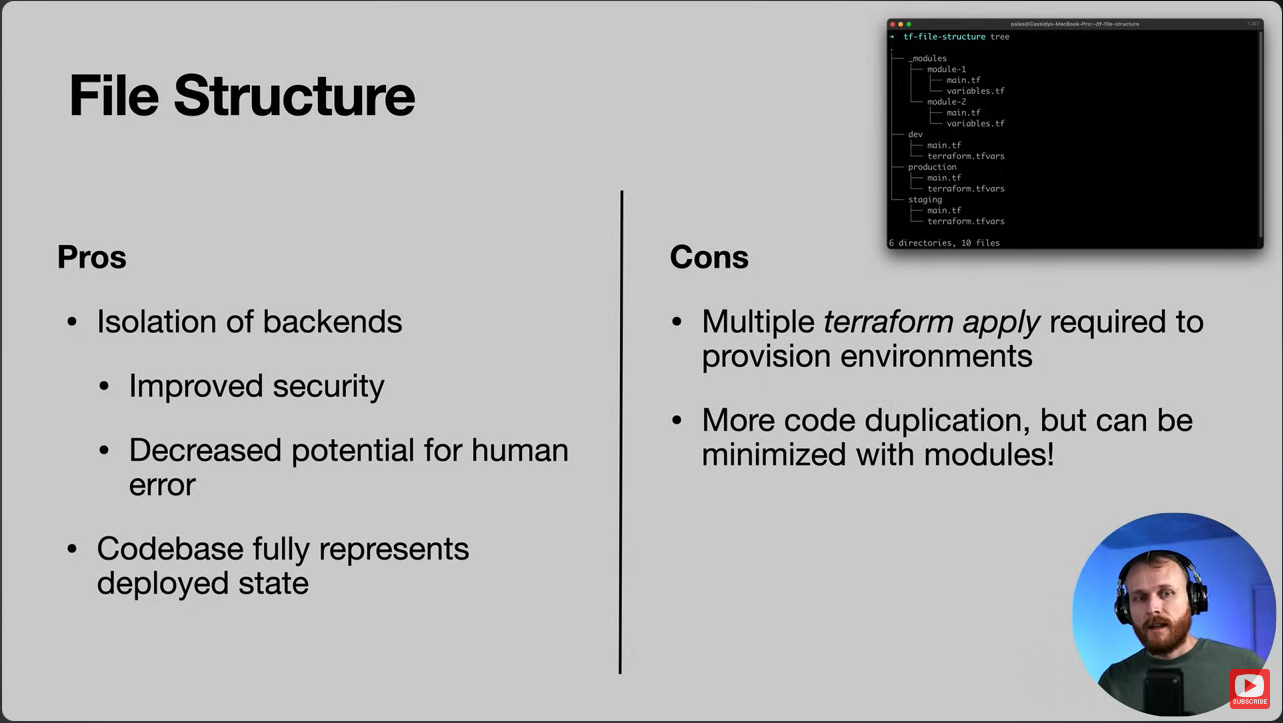 File Structure
Pros
• Isolation of backends
• Improved security
• Decreased potential for human
error
• Codebase fully represents
deployed state
Cons
• Multiple terraform apply required to
provision environments
• More code duplication, but can be
minimized with modules!
palas@Cassidys-MacBook-Pro:~/tf-file-structure
→ tf-file-structure tree
.
├── _modules
│   ├── module-1
│   │   ├── main.tf
│   │   └── variables.tf
│   └── module-2
│       ├── main.tf
│       └── variables.tf
├── dev
│   ├── main.tf
│   └── terraform.tfvars
├── production
│   ├── main.tf
│   └── terraform.tfvars
└── staging
    ├── main.tf
    └── terraform.tfvars
6 directories, 10 files
SUBSCRIBE